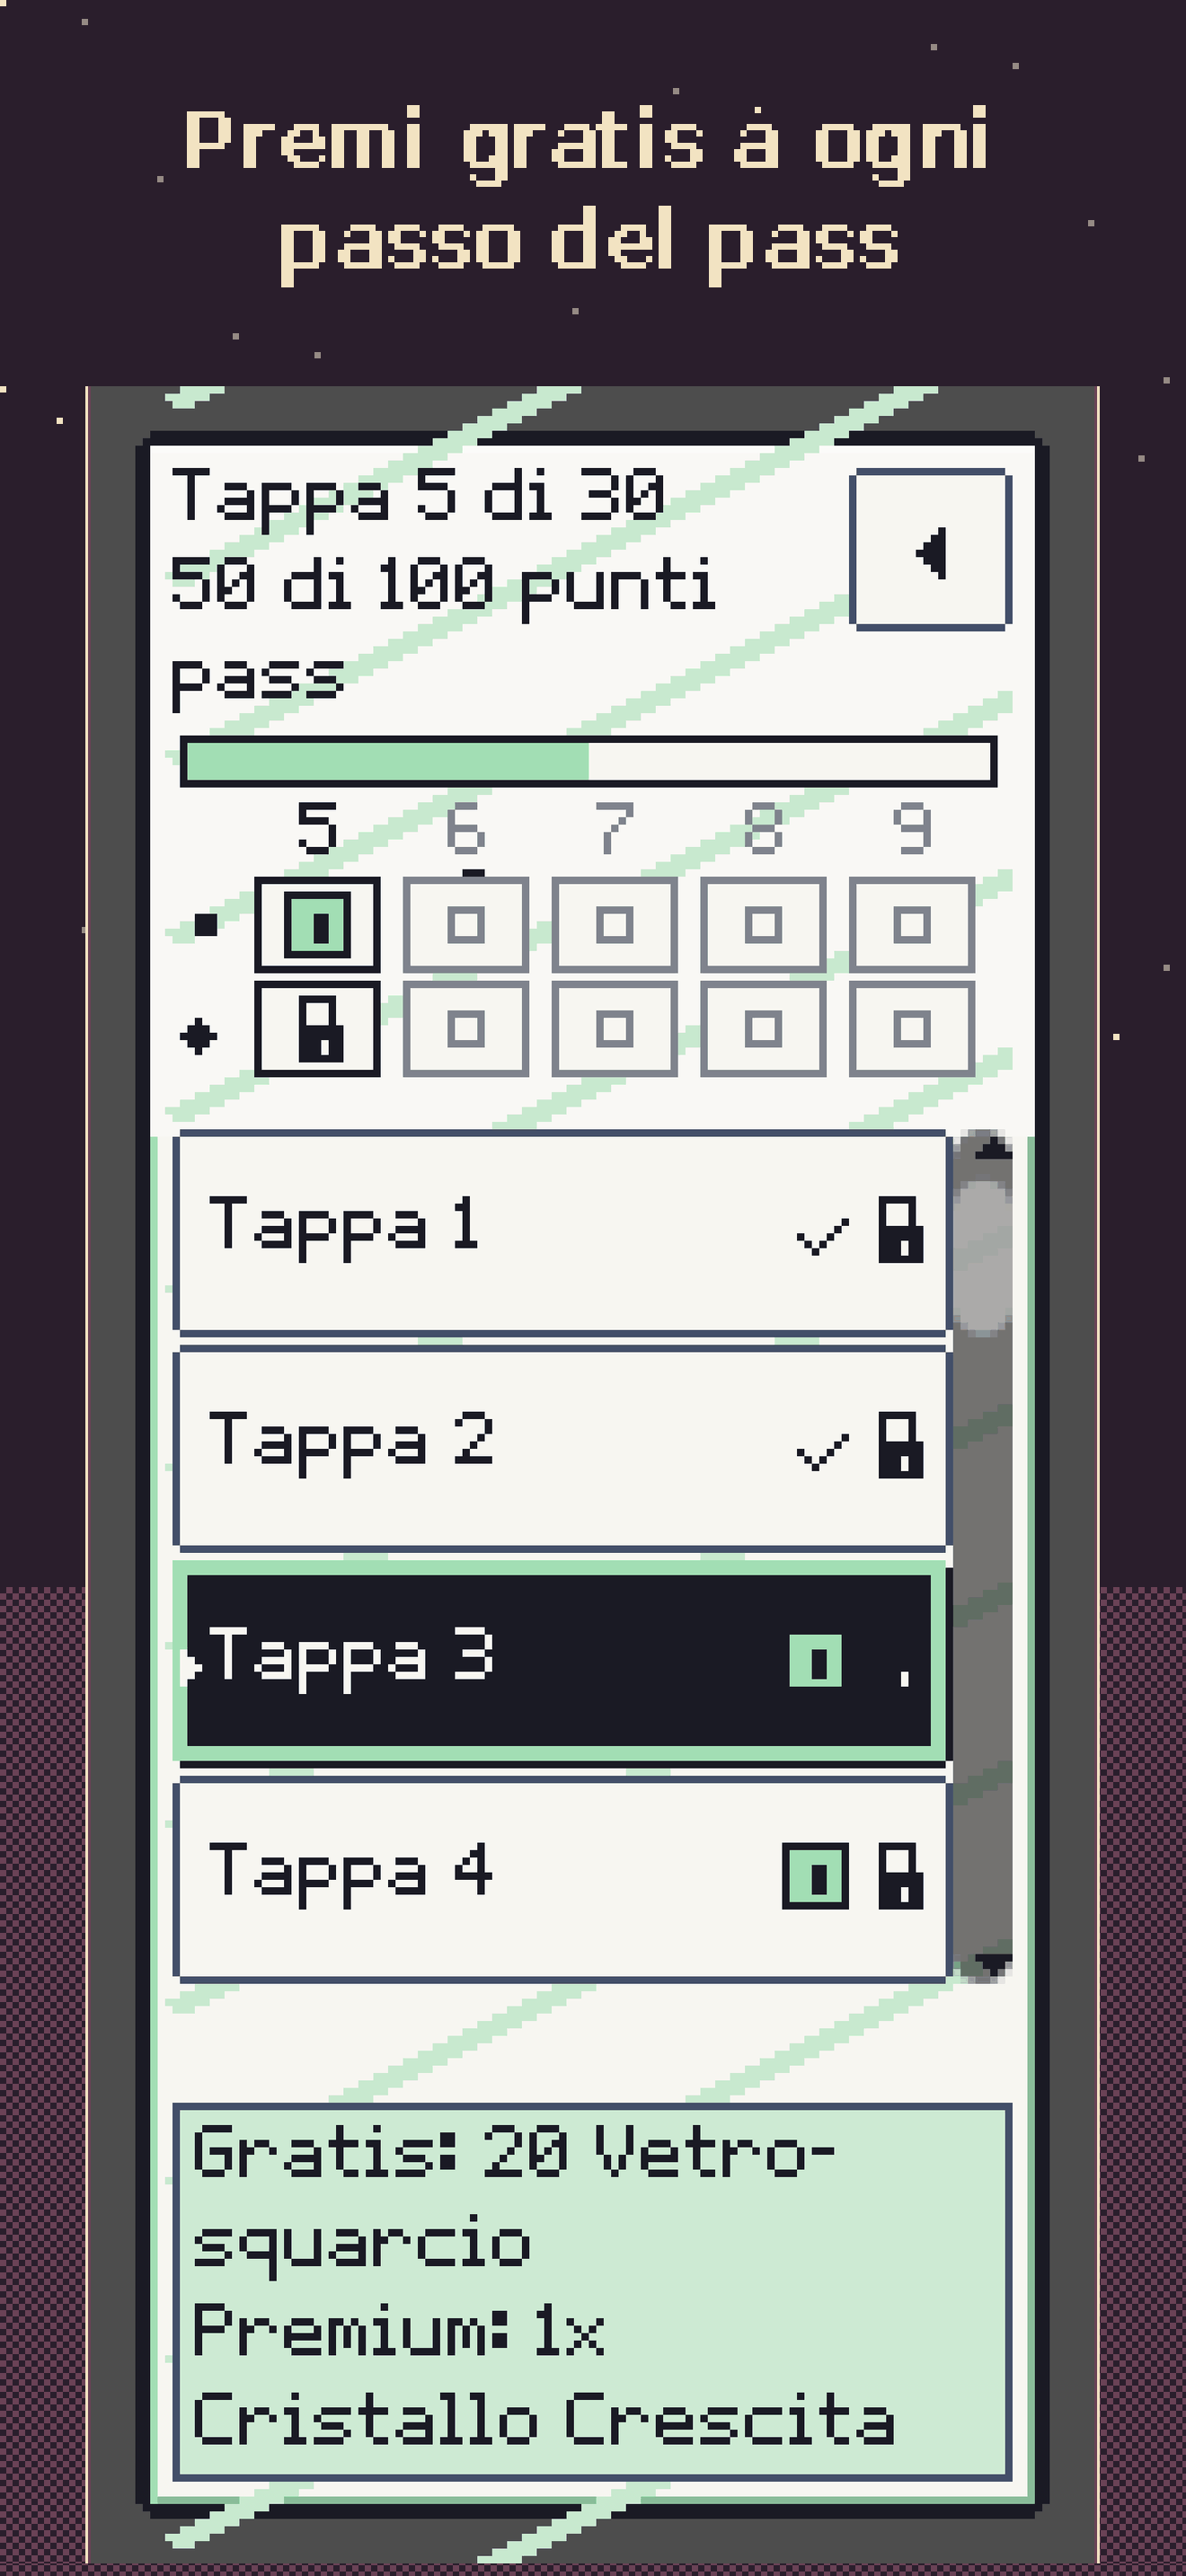 Premi gratis a ogni
passo del pass
Tappa 5 di 30
50 di 100 punti
pass
5 6 7 8 9
Tappa 1
Tappa 2
Tappa 3
Tappa 4
Gratis: 20 Vetro-
squarcio
Premium: 1x
Cristallo Crescita